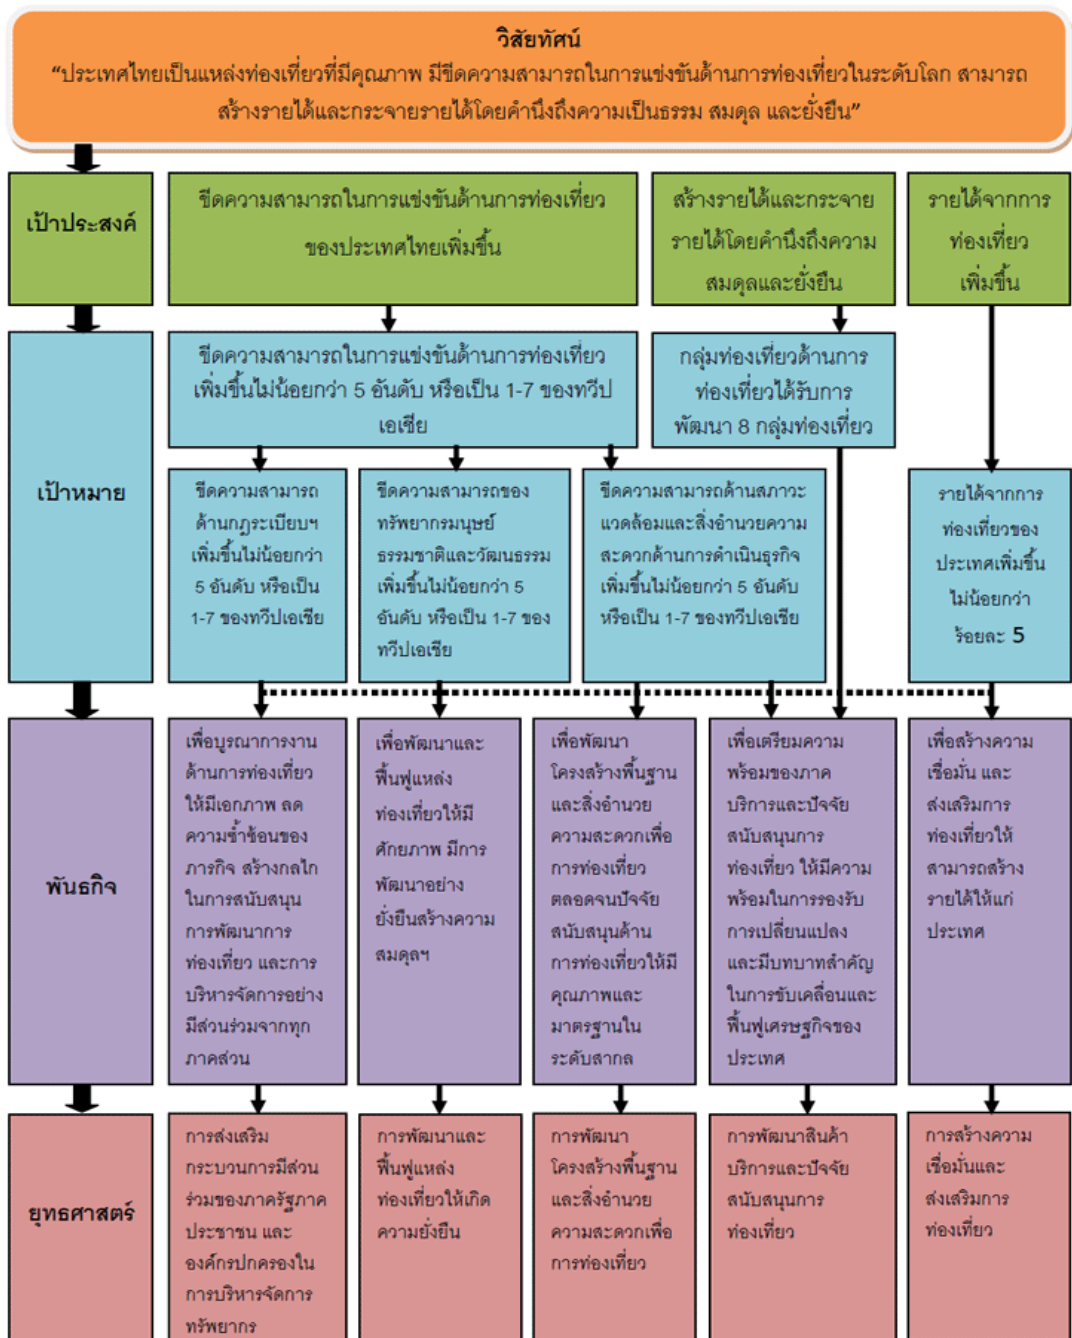 วิสัยทัศน์
“ประเทศไทยเป็นแหล่งท่องเที่ยวที่มีคุณภาพ มีขีดความสามารถในการแข่งขันด้านการท่องเที่ยวในระดับโลก สามารถ
สร้างรายได้และกระจายรายได้โดยคำนึงถึงความเป็นธรรม สมดุล และยั่งยืน”
เป้าประสงค์
ขีดความสามารถในการแข่งขันด้านการท่องเที่ยว
ของประเทศไทยเพิ่มขึ้น
สร้างรายได้และกระจาย
รายได้โดยคำนึงถึงความ
สมดุลและยั่งยืน
รายได้จากการ
ท่องเที่ยว
เพิ่มขึ้น
เป้าหมาย
ขีดความสามารถในการแข่งขันด้านการท่องเที่ยว
เพิ่มขึ้นไม่น้อยกว่า 5 อันดับ หรือเป็น 1-7 ของทวีป
เอเชีย
กลุ่มท่องเที่ยวด้านการ
ท่องเที่ยวได้รับการ
พัฒนา 8 กลุ่มท่องเที่ยว
ขีดความสามารถ
ด้านกฎระเบียบฯ
เพิ่มขึ้นไม่น้อยกว่า
5 อันดับ หรือเป็น
1-7 ของทวีปเอเชีย
ขีดความสามารถของ
ทรัพยากรมนุษย์
ธรรมชาติและวัฒนธรรม
เพิ่มขึ้นไม่น้อยกว่า 5
อันดับ หรือเป็น 1-7 ของ
ทวีปเอเชีย
ขีดความสามารถด้านสภาวะ
แวดล้อมและสิ่งอำนวยความ
สะดวกด้านการดำเนินธุรกิจ
เพิ่มขึ้นไม่น้อยกว่า 5 อันดับ
หรือเป็น 1-7 ของทวีปเอเชีย
รายได้จากการ
ท่องเที่ยวของ
ประเทศเพิ่มขึ้น
ไม่น้อยกว่า
ร้อยละ 5
พันธกิจ
เพื่อบูรณาการงาน
ด้านการท่องเที่ยว
ให้มีเอกภาพ ลด
ความซ้ำซ้อนของ
ภารกิจ สร้างกลไก
ในการสนับสนุน
การพัฒนาการ
ท่องเที่ยว และการ
บริหารจัดการอย่าง
มีส่วนร่วมจากทุก
ภาคส่วน
เพื่อพัฒนาและ
ฟื้นฟูแหล่ง
ท่องเที่ยวให้มี
ศักยภาพ มีการ
พัฒนาอย่าง
ยั่งยืนสร้างความ
สมดุลฯ
เพื่อพัฒนา
โครงสร้างพื้นฐาน
และสิ่งอำนวย
ความสะดวกเพื่อ
การท่องเที่ยว
ตลอดจนปัจจัย
สนับสนุนด้าน
การท่องเที่ยวให้มี
คุณภาพและ
มาตรฐานใน
ระดับสากล
เพื่อเตรียมความ
พร้อมของภาค
บริการและปัจจัย
สนับสนุนการ
ท่องเที่ยว ให้มีความ
พร้อมในการรองรับ
การเปลี่ยนแปลง
และมีบทบาทสำคัญ
ในการขับเคลื่อนและ
ฟื้นฟูเศรษฐกิจของ
ประเทศ
เพื่อสร้างความ
เชื่อมั่น และ
ส่งเสริมการ
ท่องเที่ยวให้
สามารถสร้าง
รายได้ให้แก่
ประเทศ
ยุทธศาสตร์
การส่งเสริม
กระบวนการมีส่วน
ร่วมของภาครัฐภาค
ประชาชน และ
องค์กรปกครองใน
การบริหารจัดการ
ทรัพยากร
การพัฒนาและ
ฟื้นฟูแหล่ง
ท่องเที่ยวให้เกิด
ความยั่งยืน
การพัฒนา
โครงสร้างพื้นฐาน
และสิ่งอำนวย
ความสะดวกเพื่อ
การท่องเที่ยว
การพัฒนาสินค้า
บริการและปัจจัย
สนับสนุนการ
ท่องเที่ยว
การสร้างความ
เชื่อมั่นและ
ส่งเสริมการ
ท่องเที่ยว